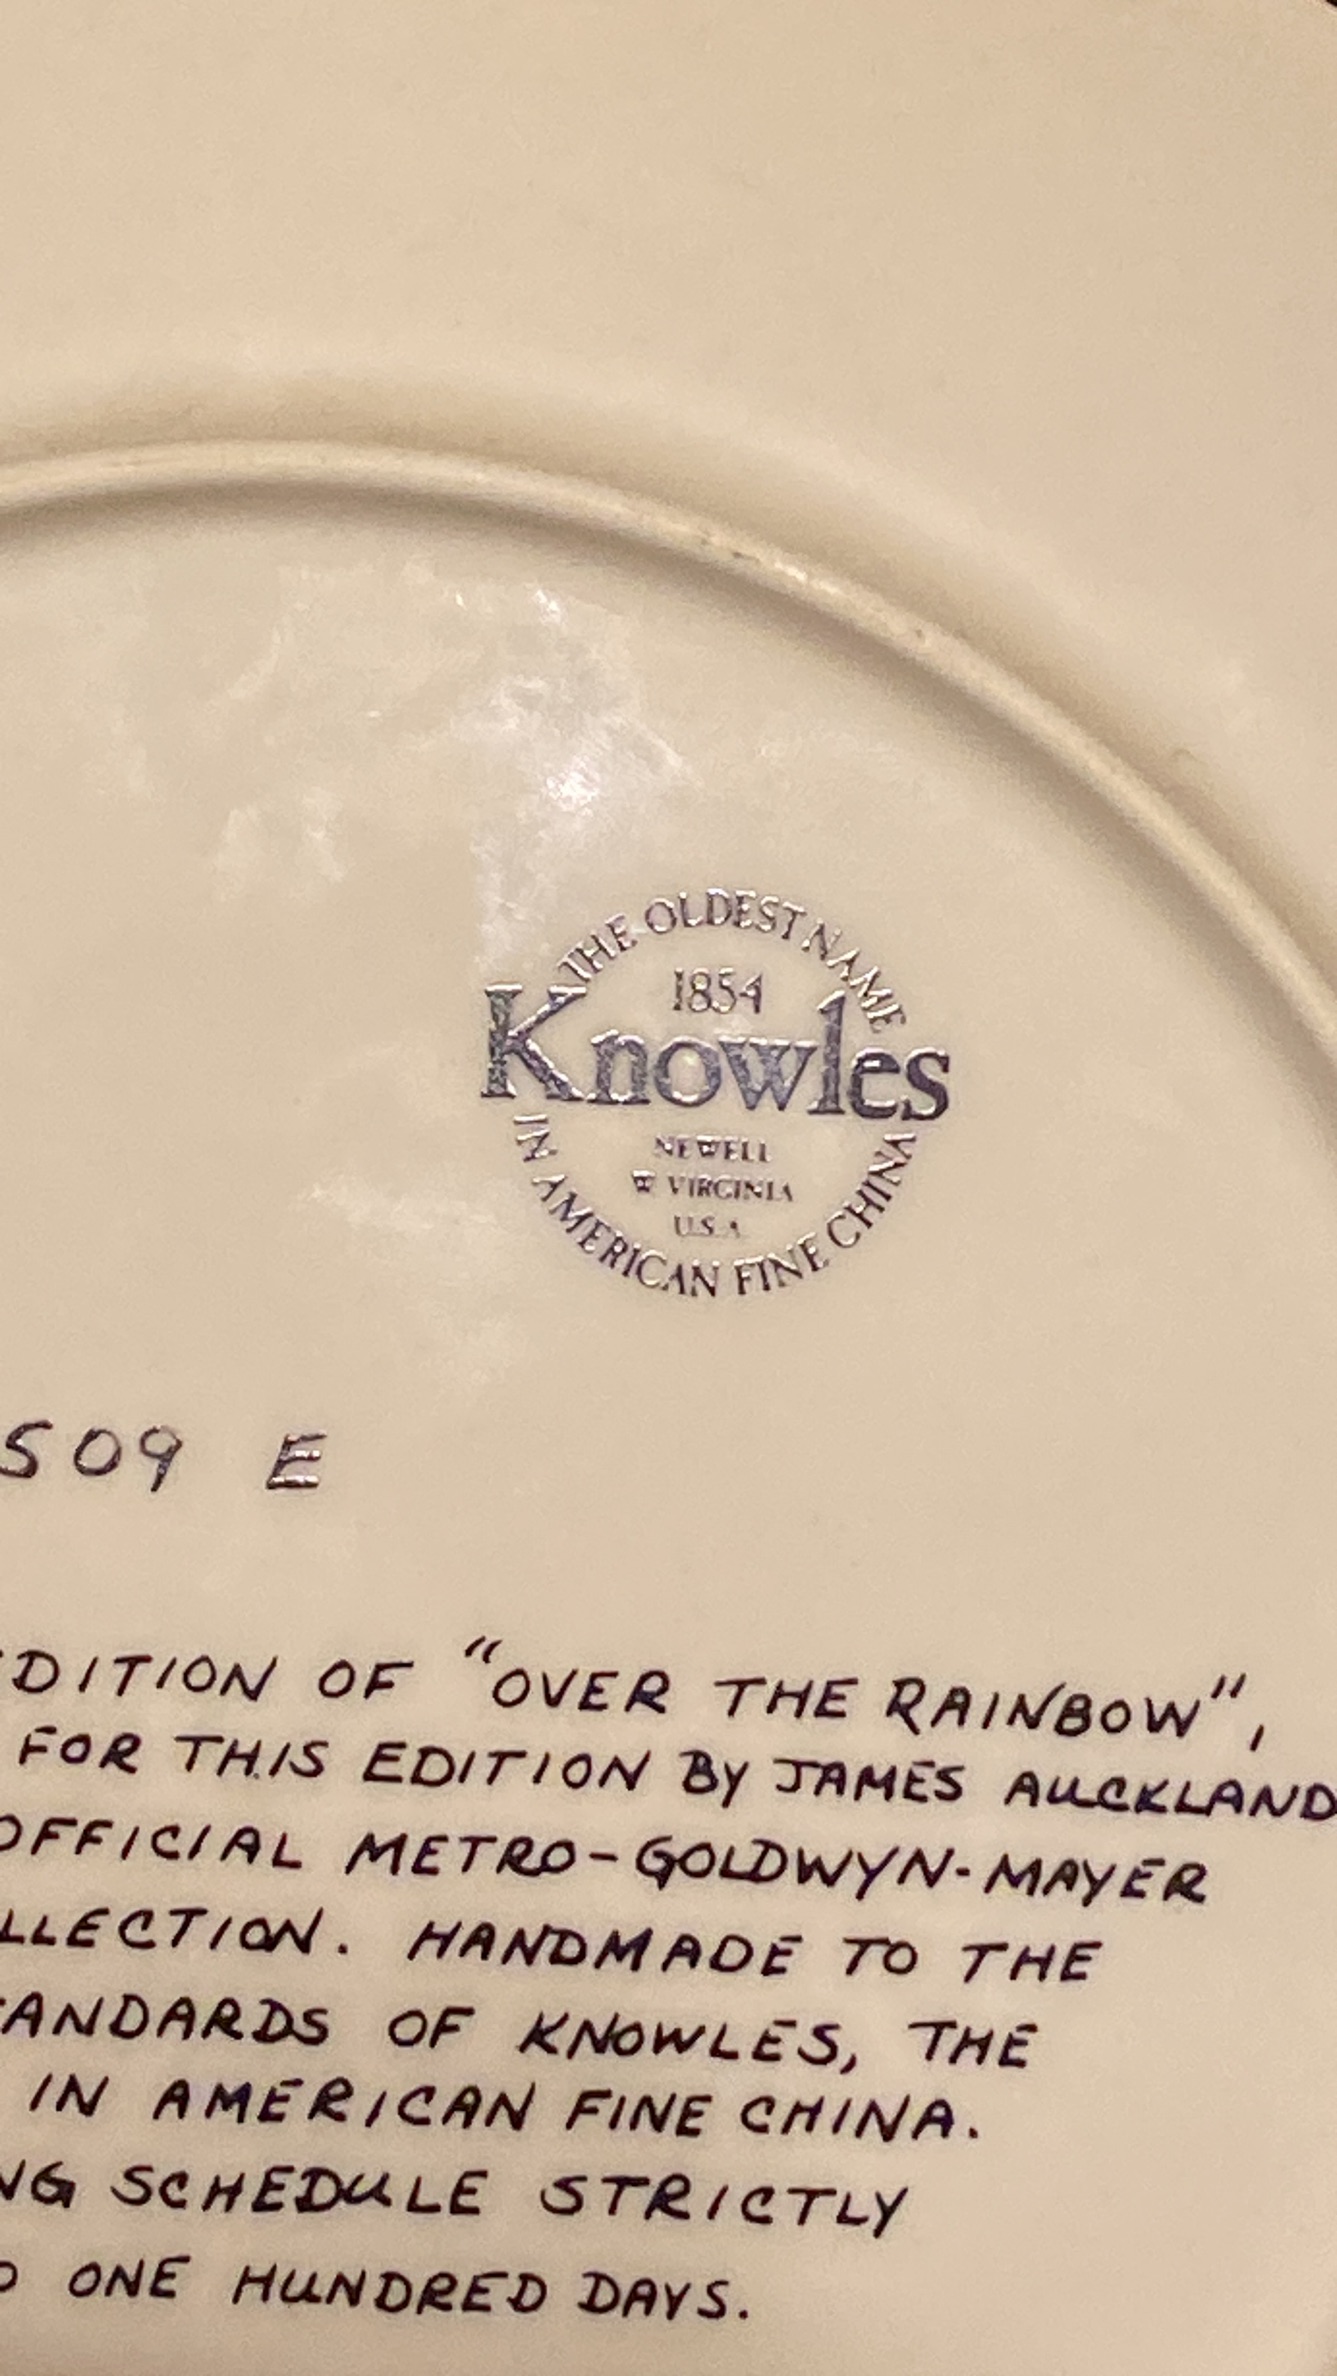 THE OLDEST NAME
1854
Knowles
NEWELL
W VIRGINIA
U.S.A
IN AMERICAN FINE CHINA
509 E
EDITION OF “OVER THE RAINBOW”,
FOR THIS EDITION BY JAMES AUCKLAND
OFFICIAL METRO-GOLDWYN-MAYER
LLECTION. HANDMADE TO THE
TANDARDS OF KNOWLES, THE
IN AMERICAN FINE CHINA.
NG SCHEDULE STRICTLY
ONE HUNDRED DAYS.